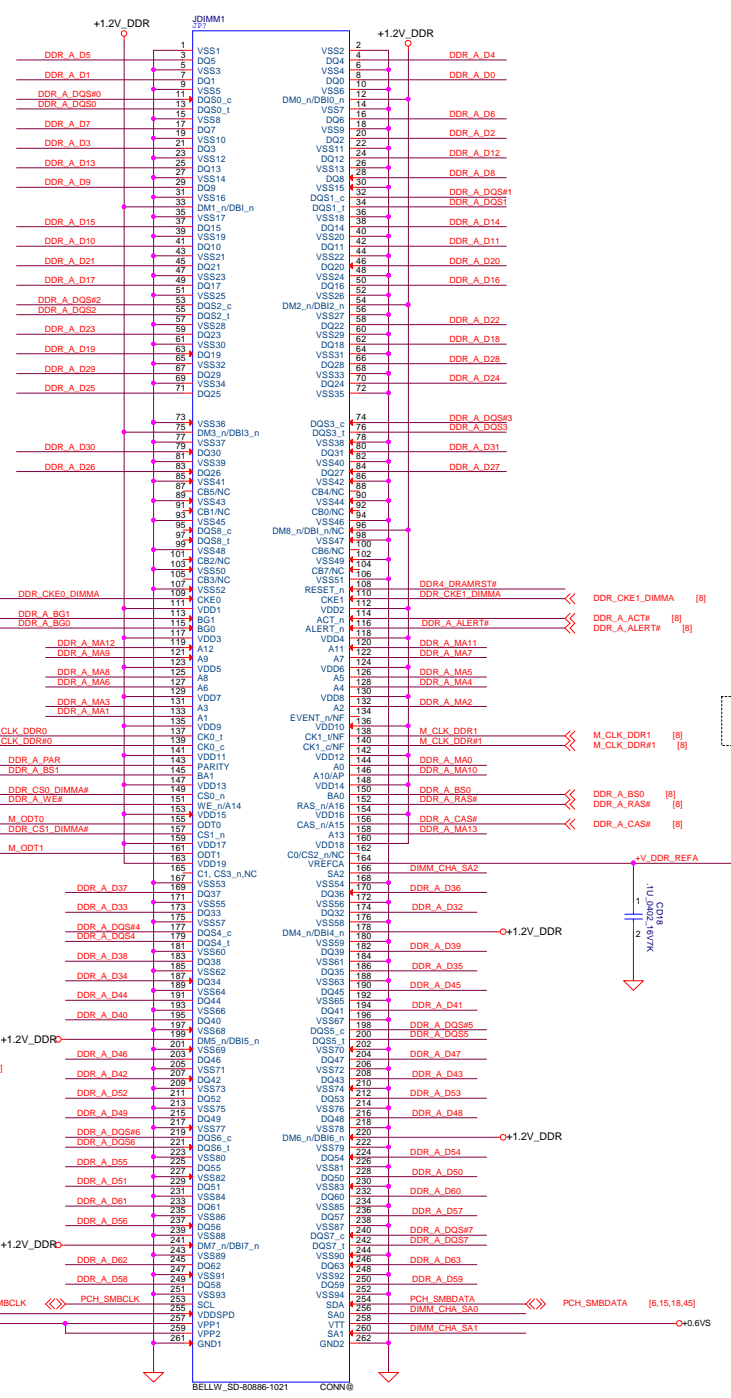 JDIMM1
JP?
+1.2V_DDR
+1.2V_DDR
1 VSS1 VSS2 2
DDR_A_D5 3 DQ5 DQ4 4 DDR_A_D4
5 VSS3 VSS4 6
DDR_A_D1 7 DQ1 DQ0 8 DDR_A_D0
9 VSS5 VSS6 10
DDR_A_DQS#0 11 DQS0_c DM0_n/DBI0_n 12
DDR_A_DQS0 13 DQS0_t VSS7 14
15 VSS8 DQ6 16 DDR_A_D6
DDR_A_D7 17 DQ7 VSS9 18
19 VSS10 DQ2 20 DDR_A_D2
DDR_A_D3 21 DQ3 VSS11 22
23 VSS12 DQ12 24 DDR_A_D12
DDR_A_D13 25 DQ13 VSS13 26
27 VSS14 DQ8 28 DDR_A_D8
DDR_A_D9 29 DQ9 VSS15 30
31 VSS16 DQS1_c 32 DDR_A_DQS#1
33 DM1_n/DBI_n DQS1_t 34 DDR_A_DQS1
35 VSS17 VSS18 36
DDR_A_D15 37 DQ15 DQ14 38 DDR_A_D14
39 VSS19 VSS20 40
DDR_A_D10 41 DQ10 DQ11 42 DDR_A_D11
43 VSS21 VSS22 44
DDR_A_D21 45 DQ21 DQ20 46 DDR_A_D20
47 VSS23 VSS24 48
DDR_A_D17 49 DQ17 DQ16 50 DDR_A_D16
51 VSS25 VSS26 52
DDR_A_DQS#2 53 DQS2_c DM2_n/DBI2_n 54
DDR_A_DQS2 55 DQS2_t VSS27 56
57 VSS28 DQ22 58 DDR_A_D22
DDR_A_D23 59 DQ23 VSS29 60
61 VSS30 DQ18 62 DDR_A_D18
DDR_A_D19 63 DQ19 VSS31 64
65 VSS32 DQ28 66 DDR_A_D28
DDR_A_D29 67 DQ29 VSS33 68
69 VSS34 DQ24 70 DDR_A_D24
DDR_A_D25 71 DQ25 VSS35 72
73 VSS36 DQS3_c 74 DDR_A_DQS#3
75 DM3_n/DBI3_n DQS3_t 76 DDR_A_DQS3
77 VSS37 VSS38 78
DDR_A_D30 79 DQ30 DQ31 80 DDR_A_D31
81 VSS39 VSS40 82
DDR_A_D26 83 DQ26 DQ27 84 DDR_A_D27
85 VSS41 VSS42 86
87 CB5/NC CB4/NC 88
89 VSS43 VSS44 90
91 CB1/NC CB0/NC 92
93 VSS45 VSS46 94
95 DQS8_c DM8_n/DBI_n/NC 96
97 DQS8_t VSS47 98
99 VSS48 CB6/NC 100
101 CB2/NC VSS49 102
103 VSS50 CB7/NC 104
105 CB3/NC VSS51 106
107 VSS52 RESET_n 108 DDR4_DRAMRST#
DDR_CKE0_DIMMA 109 CKE0 CKE1 110 DDR_CKE1_DIMMA DDR_CKE1_DIMMA [8]
111 VDD1 VDD2 112
DDR_A_BG1 113 BG1 ACT_n 114 DDR_A_ACT# [8]
DDR_A_BG0 115 BG0 ALERT_n 116 DDR_A_ALERT# DDR_A_ALERT# [8]
117 VDD3 VDD4 118
DDR_A_MA12 119 A12 A11 120 DDR_A_MA11
DDR_A_MA9 121 A9 A7 122 DDR_A_MA7
123 VDD5 VDD6 124
DDR_A_MA8 125 A8 A5 126 DDR_A_MA5
DDR_A_MA6 127 A6 A4 128 DDR_A_MA4
129 VDD7 VDD8 130
DDR_A_MA3 131 A3 A2 132 DDR_A_MA2
DDR_A_MA1 133 A1 EVENT_n/NF 134
135 VDD9 VDD10 136
_CLK_DDR0 137 CK0_t CK1_t/NF 138 M_CLK_DDR1 M_CLK_DDR1 [8]
_CLK_DDR#0 139 CK0_c CK1_c/NF 140 M_CLK_DDR#1 M_CLK_DDR#1 [8]
141 VDD11 VDD12 142
DDR_A_PAR 143 PARITY A0 144 DDR_A_MA0
DDR_A_BS1 145 BA1 A10/AP 146 DDR_A_MA10
147 VDD13 VDD14 148
DDR_CS0_DIMMA# 149 CS0_n BA0 150 DDR_A_BS0 DDR_A_BS0 [8]
DDR_A_WE# 151 WE_n/A14 RAS_n/A16 152 DDR_A_RAS# DDR_A_RAS# [8]
153 VDD15 VDD16 154
M_ODT0 155 ODT0 CAS_n/A15 156 DDR_A_CAS# DDR_A_CAS# [8]
DDR_CS1_DIMMA# 157 CS1_n A13 158 DDR_A_MA13
159 VDD17 VDD18 160
M_ODT1 161 ODT1 C0/CS2_n/NC 162
163 VDD19 VREFCA 164 +V_DDR_REFA
165 C1, CS3_n,NC SA2 166 DIMM_CHA_SA2
167 VSS53 VSS54 168
DDR_A_D37 169 DQ37 DQ36 170 DDR_A_D36
171 VSS55 VSS56 172
DDR_A_D33 173 DQ33 DQ32 174 DDR_A_D32
175 VSS57 VSS58 176
DDR_A_DQS#4 177 DQS4_c DM4_n/DBI4_n 178 +1.2V_DDR
DDR_A_DQS4 179 DQS4_t VSS59 180
181 VSS60 DQ39 182 DDR_A_D39
DDR_A_D38 183 DQ38 VSS61 184
185 VSS62 DQ35 186 DDR_A_D35
DDR_A_D34 187 DQ34 VSS63 188
189 VSS64 DQ45 190 DDR_A_D45
DDR_A_D44 191 DQ44 VSS65 192
193 VSS66 DQ41 194 DDR_A_D41
DDR_A_D40 195 DQ40 VSS67 196
197 VSS68 DQS5_c 198 DDR_A_DQS#5
+1.2V_DDR 199 DM5_n/DBI5_n DQS5_t 200 DDR_A_DQS5
201 VSS69 VSS70 202
DDR_A_D46 203 DQ46 DQ47 204 DDR_A_D47
205 VSS71 VSS72 206
DDR_A_D42 207 DQ42 DQ43 208 DDR_A_D43
209 VSS73 VSS74 210
DDR_A_D52 211 DQ52 DQ53 212 DDR_A_D53
213 VSS75 VSS76 214
DDR_A_D49 215 DQ49 DQ48 216 DDR_A_D48
217 VSS77 VSS78 218
DDR_A_DQS#6 219 DQS6_c DM6_n/DBI6_n 220 +1.2V_DDR
DDR_A_DQS6 221 DQS6_t VSS79 222
223 VSS80 DQ54 224 DDR_A_D54
DDR_A_D55 225 DQ55 VSS81 226
227 VSS82 DQ50 228 DDR_A_D50
DDR_A_D51 229 DQ51 VSS83 230
231 VSS84 DQ60 232 DDR_A_D60
DDR_A_D61 233 DQ61 VSS85 234
235 VSS86 DQ57 236 DDR_A_D57
DDR_A_D56 237 DQ56 VSS87 238
239 VSS88 DQS7_c 240 DDR_A_DQS#7
+1.2V_DDR 241 DM7_n/DBI7_n DQS7_t 242 DDR_A_DQS7
243 VSS89 VSS90 244
DDR_A_D62 245 DQ62 DQ63 246 DDR_A_D63
247 VSS91 VSS92 248
DDR_A_D58 249 DQ58 DQ59 250 DDR_A_D59
251 VSS93 VSS94 252
MBCLK PCH_SMBCLK 253 SCL SDA 254 PCH_SMBDATA PCH_SMBDATA [6,15,18,45]
255 VDDSPD SA0 256 DIMM_CHA_SA0
257 VPP1 VTT 258 +0.6VS
259 VPP2 SA1 260 DIMM_CHA_SA1
261 GND1 GND2 262
BELLW_SD-80886-1021 CONN@
1
2
CD18
.1U_0402_16V7K